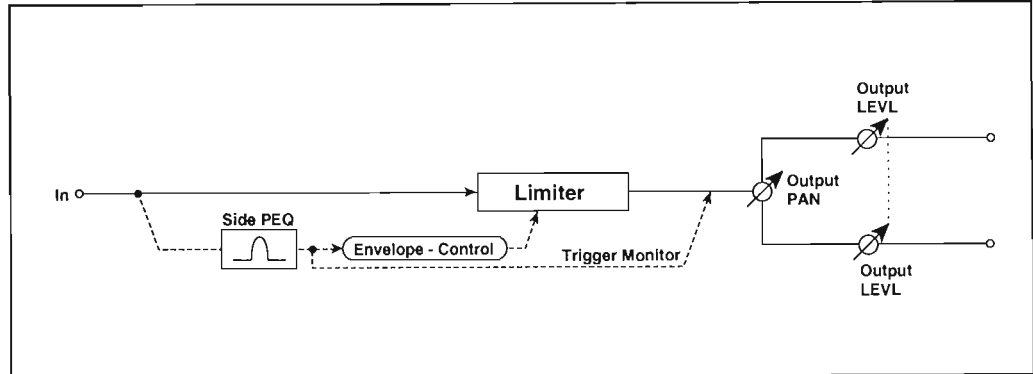 Output
LEVL
In
Limiter
Output
PAN
Side PEQ
Envelope - Control
Trigger Monitor
Output
LEVL